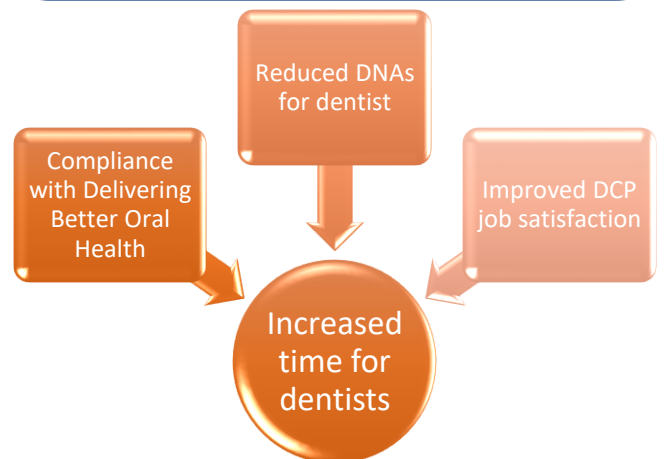 Reduced DNAs
for dentist
Compliance
with Delivering
Better Oral
Health
Improved DCP
job satisfaction
Increased
time for
dentists